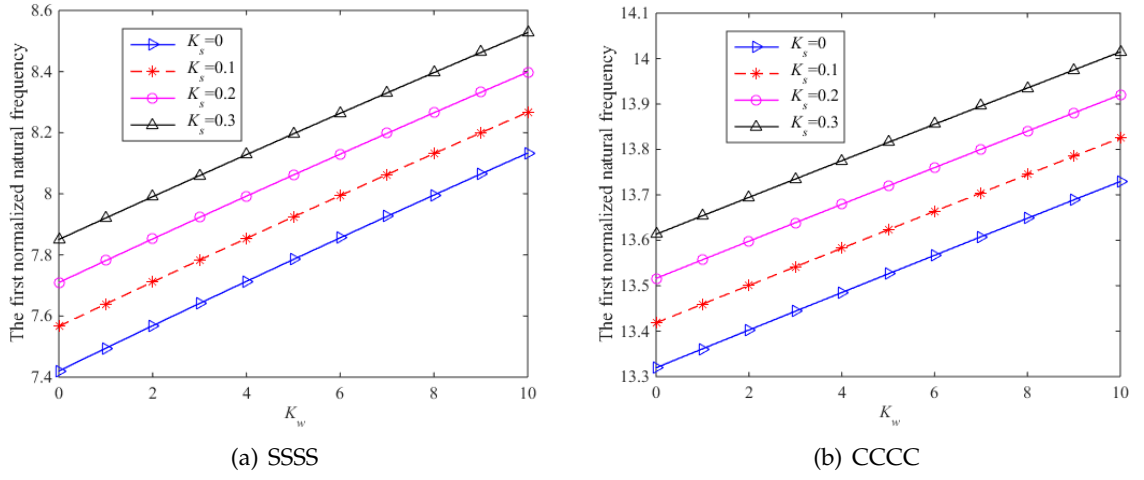 8.6
8.4
8.2
8
7.8
7.6
7.4
The first normalized natural frequency
K_s=0
K_s=0.1
K_s=0.2
K_s=0.3
0 2 4 6 8 10
K_w
(a) SSSS
14.1
14
13.9
13.8
13.7
13.6
13.5
13.4
13.3
The first normalized natural frequency
K_s=0
K_s=0.1
K_s=0.2
K_s=0.3
0 2 4 6 8 10
K_w
(b) CCCC